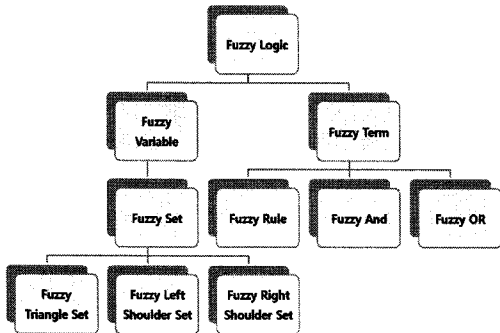 Fuzzy Logic
Fuzzy
Variable
Fuzzy Term
Fuzzy Set
Fuzzy Rule
Fuzzy And
Fuzzy OR
Fuzzy
Triangle Set
Fuzzy Left
Shoulder Set
Fuzzy Right
Shoulder Set